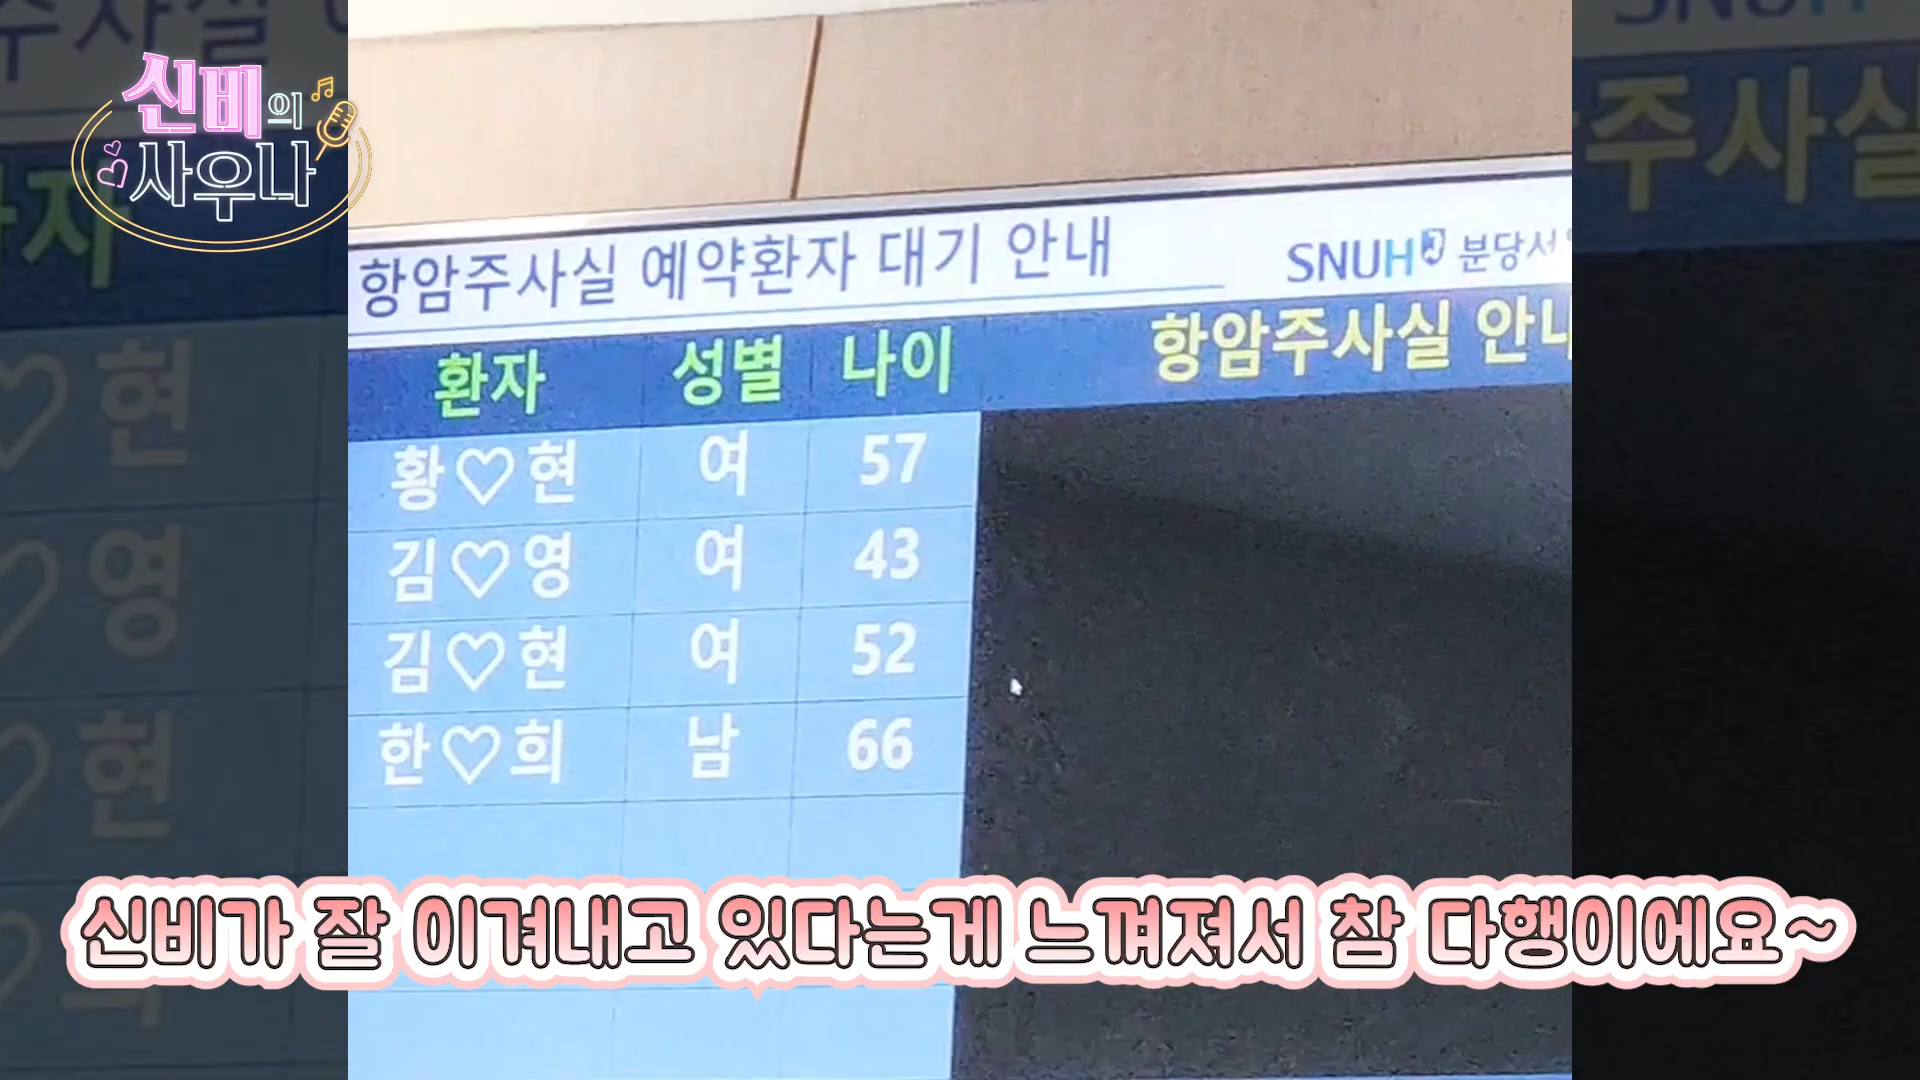 신비의
사우나
항암주사실 예약환자 대기 안내
SNUH 분당서
환자 성별 나이 항암주사실 안내
황♡현 여 57
김♡영 여 43
김♡현 여 52
한♡희 남 66
신비가 잘 이겨내고 있다는게 느껴져서 참 다행이에요~